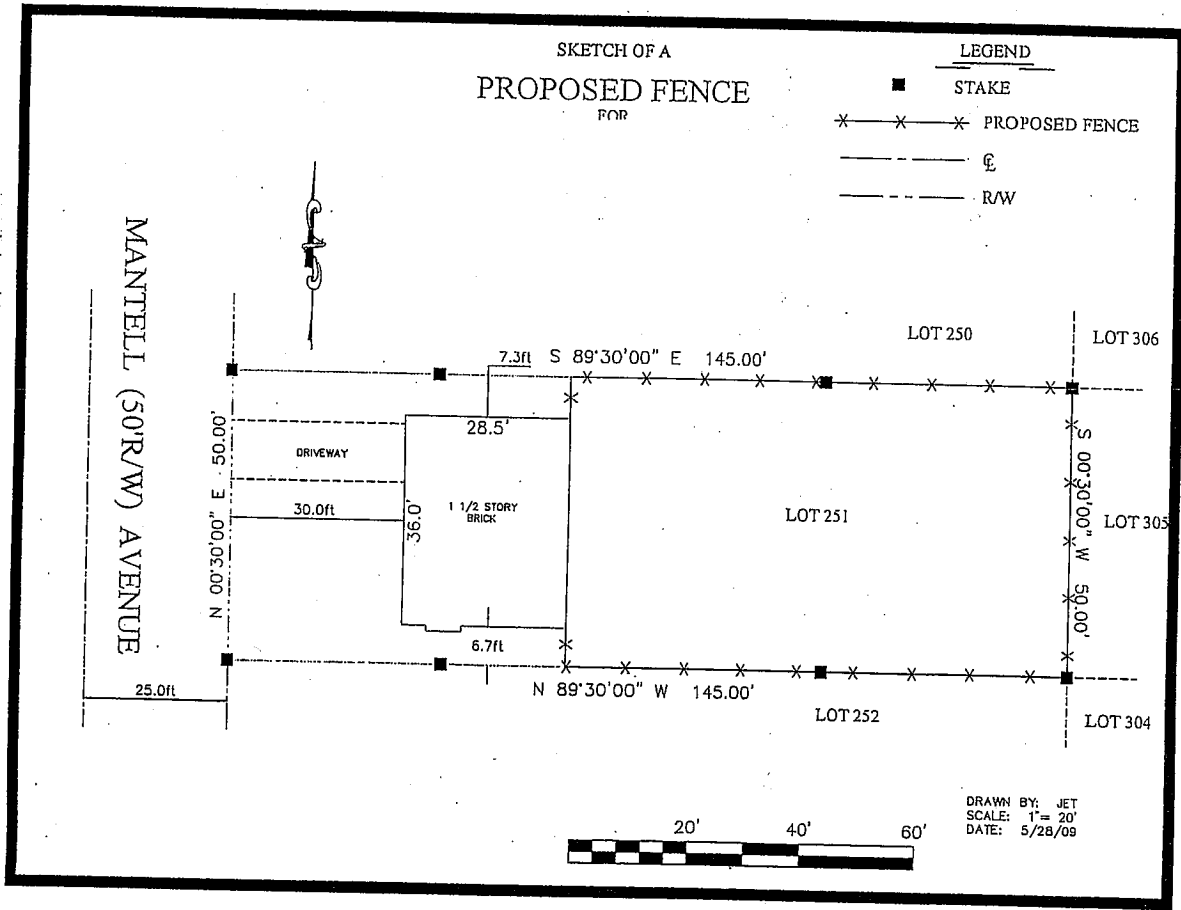 SKETCH OF A
PROPOSED FENCE
FOR
LEGEND
STAKE
PROPOSED FENCE
℄
R/W
MANTELL (50'R/W) AVENUE
LOT 250
LOT 306
7.3ft
S 89°30'00" E 145.00'
N 00°30'00" E 50.00'
28.5'
DRIVEWAY
30.0ft
36.0'
1 1/2 STORY
BRICK
LOT 251
S 00°30'00" W 50.00'
LOT 305
6.7ft
N 89°30'00" W 145.00'
25.0ft
LOT 252
LOT 304
20'
40'
60'
DRAWN BY: JET
SCALE: 1"= 20'
DATE: 5/28/09